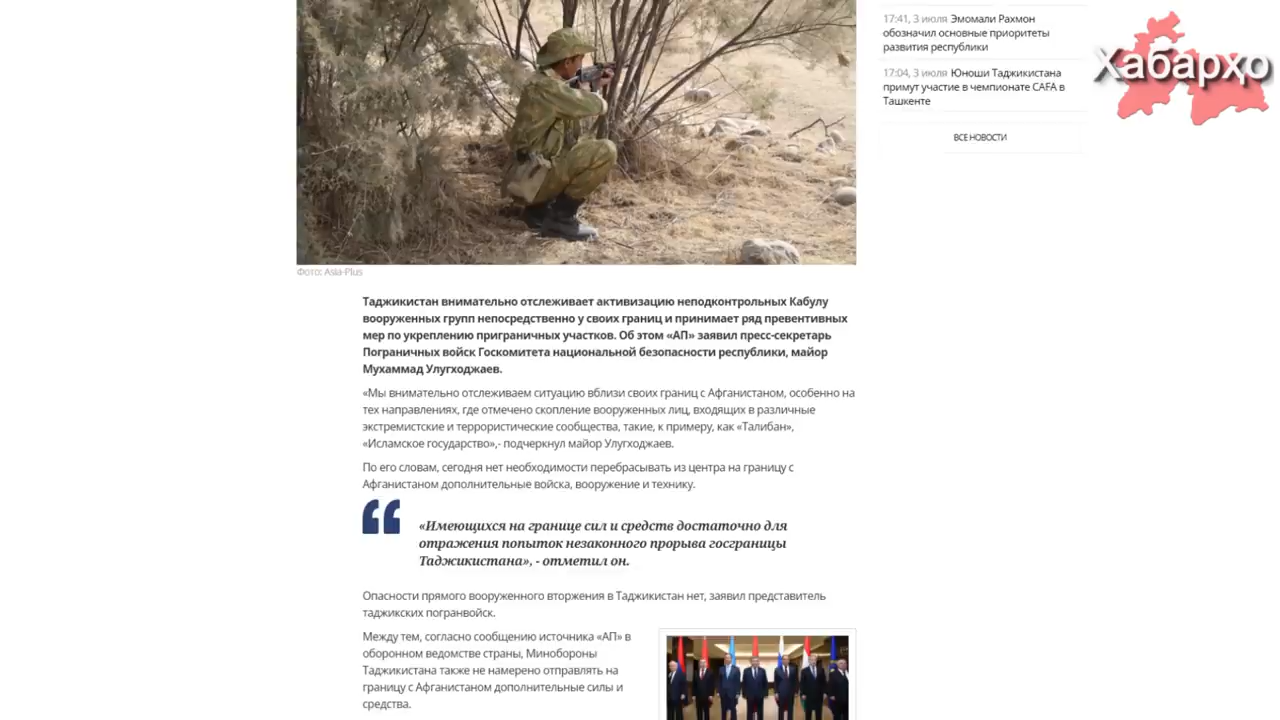 17:41, 3 июля Эмомали Рахмон
обозначил основные приоритеты
развития республики
17:04, 3 июля Юноши Таджикистана
примут участие в чемпионате CAFA в
Ташкенте
ВСЕ НОВОСТИ
Хабарҳо
Фото: Asia-Plus
Таджикистан внимательно отслеживает активизацию неподконтрольных Кабулу
вооруженных групп непосредственно у своих границ и принимает ряд превентивных
мер по укреплению приграничных участков. Об этом «АП» заявил пресс-секретарь
Пограничных войск Госкомитета национальной безопасности республики, майор
Мухаммад Улугходжаев.
«Мы внимательно отслеживаем ситуацию вблизи своих границ с Афганистаном, особенно на
тех направлениях, где отмечено скопление вооруженных лиц, входящих в различные
экстремистские и террористические сообщества, такие, к примеру, как «Талибан»,
«Исламское государство»,- подчеркнул майор Улугходжаев.
По его словам, сегодня нет необходимости перебрасывать из центра на границу с
Афганистаном дополнительные войска, вооружение и технику.
«Имеющихся на границе сил и средств достаточно для
отражения попыток незаконного прорыва госграницы
Таджикистана», - отметил он.
Опасности прямого вооруженного вторжения в Таджикистан нет, заявил представитель
таджикских погранвойск.
Между тем, согласно сообщению источника «АП» в
оборонном ведомстве страны, Минобороны
Таджикистана также не намерено отправлять на
границу с Афганистаном дополнительные силы и
средства.